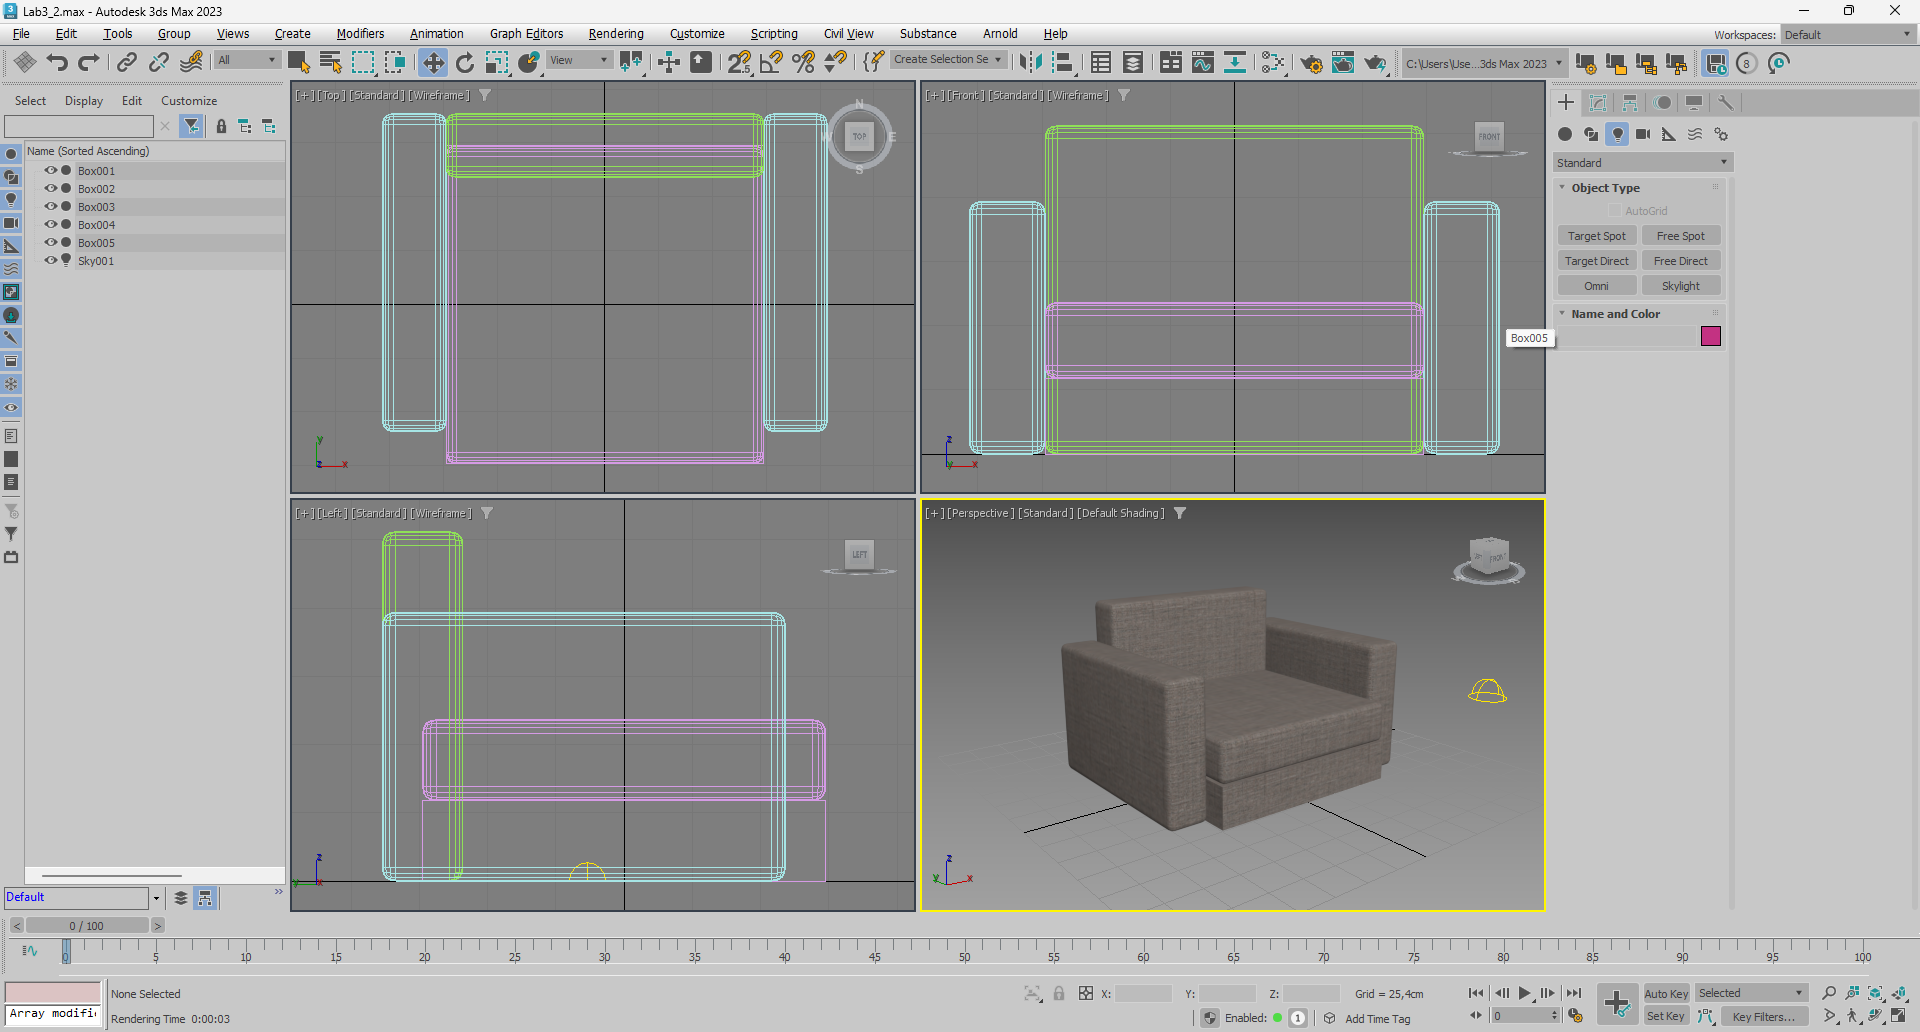 Lab3_2.max - Autodesk 3ds Max 2023
File Edit Tools Group Views Create Modifiers Animation Graph Editors Rendering Customize Scripting Civil View Substance Arnold Help
Workspaces: Default
All View Create Selection Se C:\Users\Use...3ds Max 2023
Select Display Edit Customize
Name (Sorted Ascending)
Box001
Box002
Box003
Box004
Box005
Sky001
[+] [Top] [Standard] [Wireframe]
N
TOP
E
S
y
z x
[+] [Front] [Standard] [Wireframe]
FRONT
z
y x
[+] [Left] [Standard] [Wireframe]
LEFT
z
y x
[+] [Perspective] [Standard] [Default Shading]
FRONT
z
y x
Box005
Standard
Object Type
AutoGrid
Target Spot Free Spot
Target Direct Free Direct
Omni Skylight
Name and Color
Default
0 / 100
0 5 10 15 20 25 30 35 40 45 50 55 60 65 70 75 80 85 90 95 100
None Selected
Array modifi
Rendering Time 0:00:03
X: Y: Z: Grid = 25,4cm
Enabled: 1 Add Time Tag
0
Auto Key Selected
Set Key Key Filters...